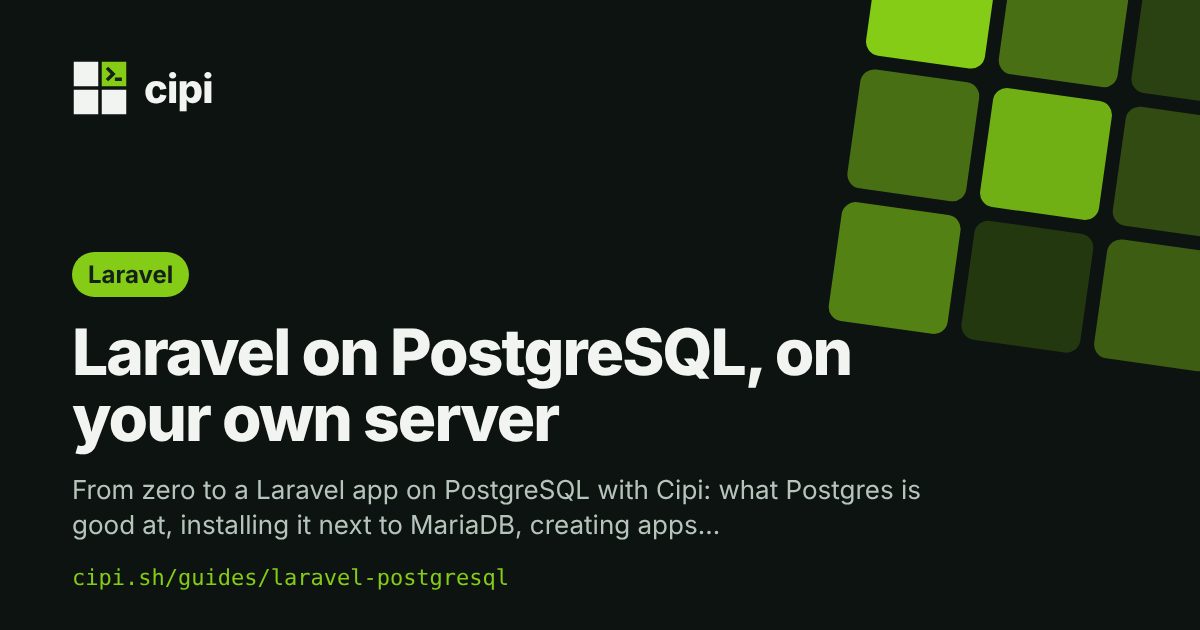 cipi
Laravel
Laravel on PostgreSQL, on
your own server
From zero to a Laravel app on PostgreSQL with Cipi: what Postgres is
good at, installing it next to MariaDB, creating apps...
cipi.sh/guides/laravel-postgresql